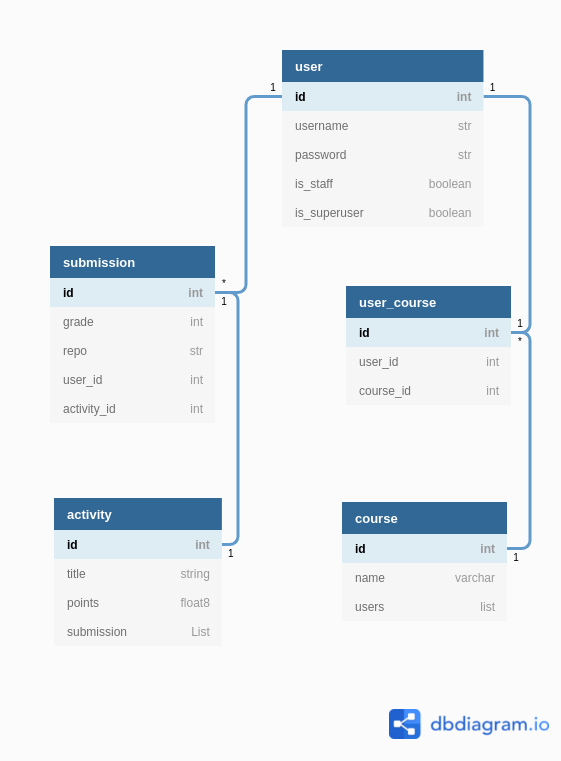 user
1
1
id int
username str
password str
is_staff boolean
is_superuser boolean
submission
*
id int
1
grade int
repo str
user_id int
activity_id int
user_course
1
id int
*
user_id int
course_id int
activity
id int
1
title string
points float8
submission List
course
id int
1
name varchar
users list
dbdiagram.io